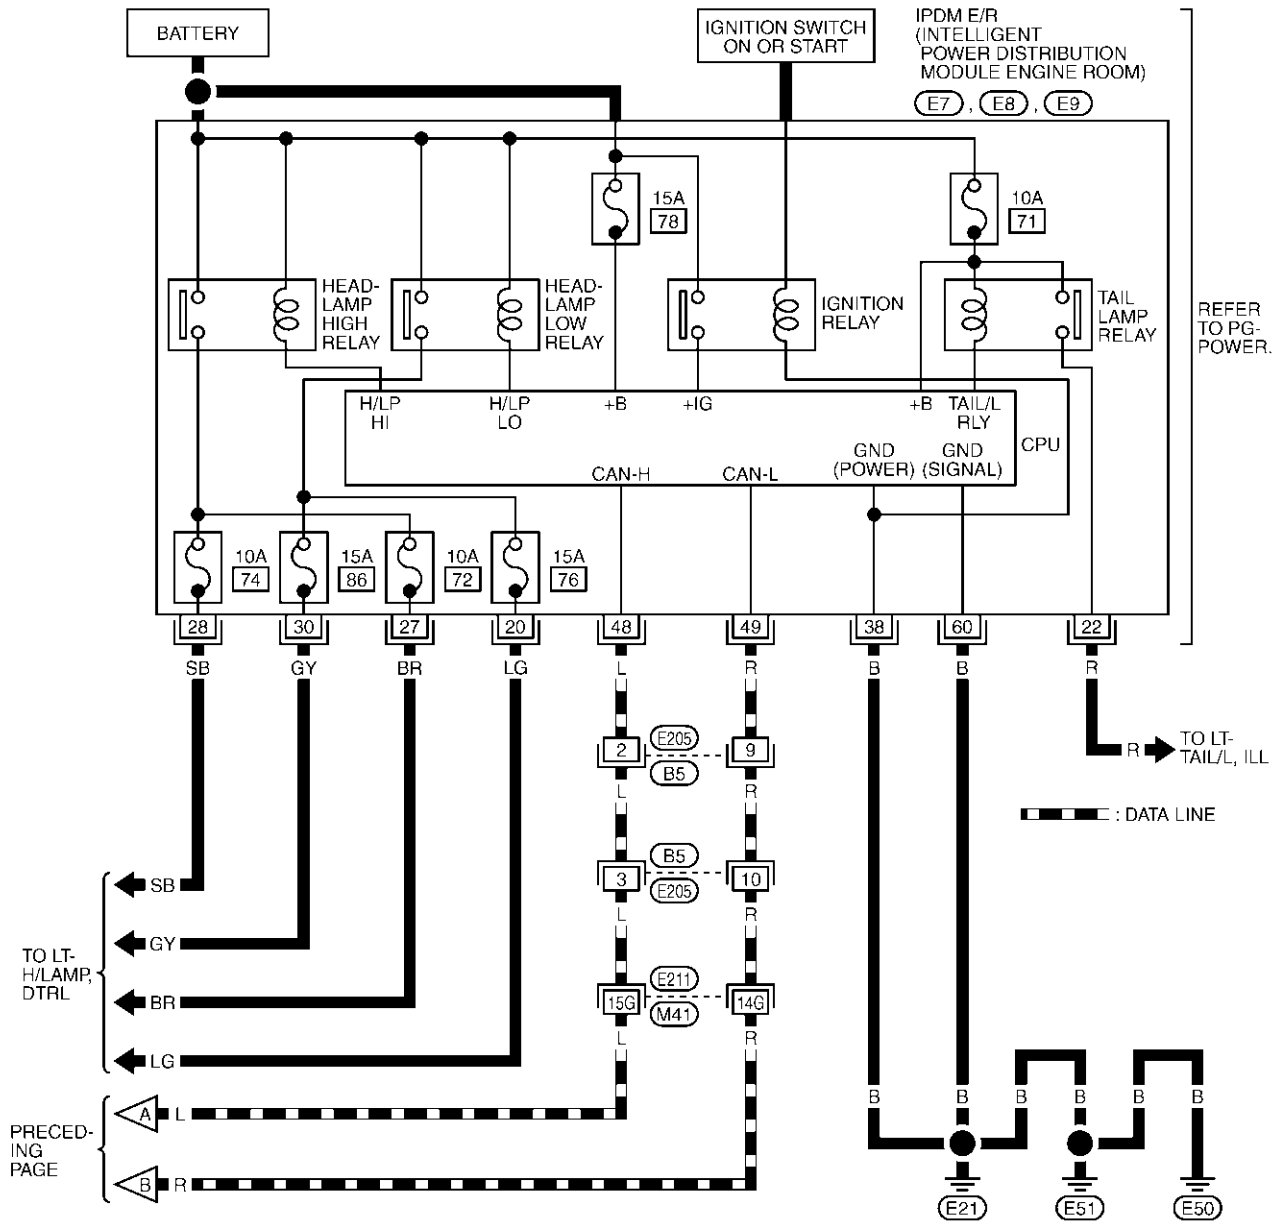 BATTERY
IGNITION SWITCH
ON OR START
IPDM E/R
(INTELLIGENT
POWER DISTRIBUTION
MODULE ENGINE ROOM)
E7 , E8 , E9
15A
78
10A
71
HEAD-
LAMP
HIGH
RELAY
HEAD-
LAMP
LOW
RELAY
IGNITION
RELAY
TAIL
LAMP
RELAY
REFER
TO PG-
POWER.
H/LP
HI
H/LP
LO
+B
+IG
+B
TAIL/L
RLY
CPU
GND
(POWER)
GND
(SIGNAL)
CAN-H
CAN-L
10A
74
15A
86
10A
72
15A
76
28
30
27
20
48
49
38
60
22
SB
GY
BR
LG
L
R
B
B
R
2
E205
B5
9
R
TO LT-
TAIL/L, ILL
L
R
: DATA LINE
3
B5
E205
10
L
R
SB
GY
BR
LG
TO LT-
H/LAMP,
DTRL
15G
E211
M41
14G
L
R
A
L
B
R
PRECED-
ING
PAGE
B
B
B
B
B
B
E21
E51
E50